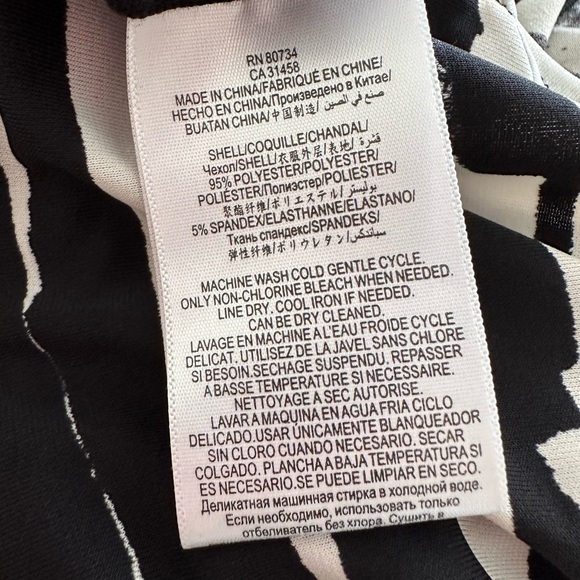 RN 80734
CA 31458
MADE IN CHINA/FABRIQUÉ EN CHINE/
HECHO EN CHINA/Произведено в Китае/
BUATAN CHINA/中国制造/ صنع في الصين
SHELL/COQUILLE/CHANDAL/
Чехол/SHELL/衣服外层/表地/ قشرة
95% POLYESTER/POLYESTER/
POLIÉSTER/Полиэстер/POLIESTER/
聚酯纤维/ポリエステル/ بوليستر
5% SPANDEX/ELASTHANNE/ELASTANO/
Ткань спандекс/SPANDEKS/
弹性纤维/ポリウレタン/ سباندكس
MACHINE WASH COLD GENTLE CYCLE.
ONLY NON-CHLORINE BLEACH WHEN NEEDED.
LINE DRY. COOL IRON IF NEEDED.
CAN BE DRY CLEANED.
LAVAGE EN MACHINE A L'EAU FROIDE CYCLE
DELICAT. UTILISEZ DE LA JAVEL SANS CHLORE
SI BESOIN.SECHAGE SUSPENDU. REPASSER
A BASSE TEMPERATURE SI NECESSAIRE.
NETTOYAGE A SEC AUTORISE.
LAVAR A MAQUINA EN AGUA FRIA CICLO
DELICADO.USAR ÚNICAMENTE BLANQUEADOR
SIN CLORO CUANDO NECESARIO. SECAR
COLGADO. PLANCHA A BAJA TEMPERATURA SI
ES NECESARIO.SE PUEDE LIMPIAR EN SECO.
Деликатная машинная стирка в холодной воде.
Если необходимо, использовать только
отбеливатель без хлора. Сушить в